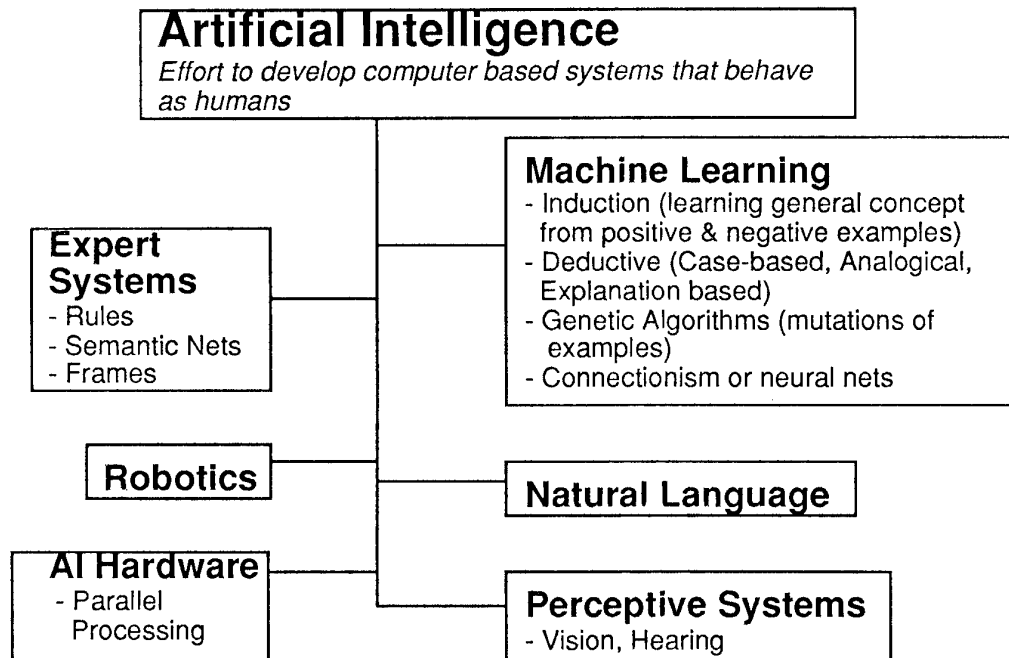 Artificial Intelligence
Effort to develop computer based systems that behave
as humans
Expert
Systems
- Rules
- Semantic Nets
- Frames
Machine Learning
- Induction (learning general concept
from positive & negative examples)
- Deductive (Case-based, Analogical,
Explanation based)
- Genetic Algorithms (mutations of
examples)
- Connectionism or neural nets
Robotics
Natural Language
AI Hardware
- Parallel
Processing
Perceptive Systems
- Vision, Hearing